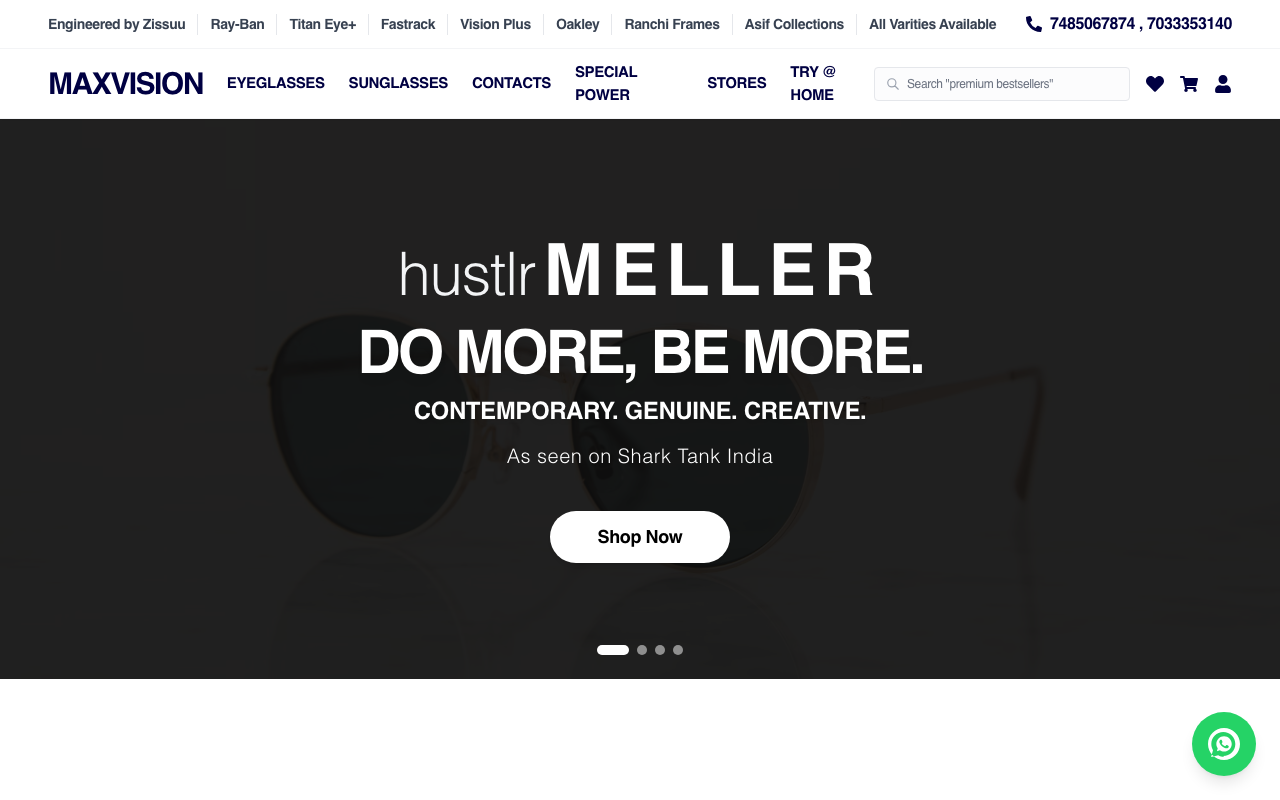 Engineered by Zissuu
Ray-Ban
Titan Eye+
Fastrack
Vision Plus
Oakley
Ranchi Frames
Asif Collections
All Varities Available
7485067874 , 7033353140
MAXVISION
EYEGLASSES
SUNGLASSES
CONTACTS
SPECIAL
POWER
STORES
TRY @
HOME
Search "premium bestsellers"
hustlr MELLER
DO MORE, BE MORE.
CONTEMPORARY. GENUINE. CREATIVE.
As seen on Shark Tank India
Shop Now